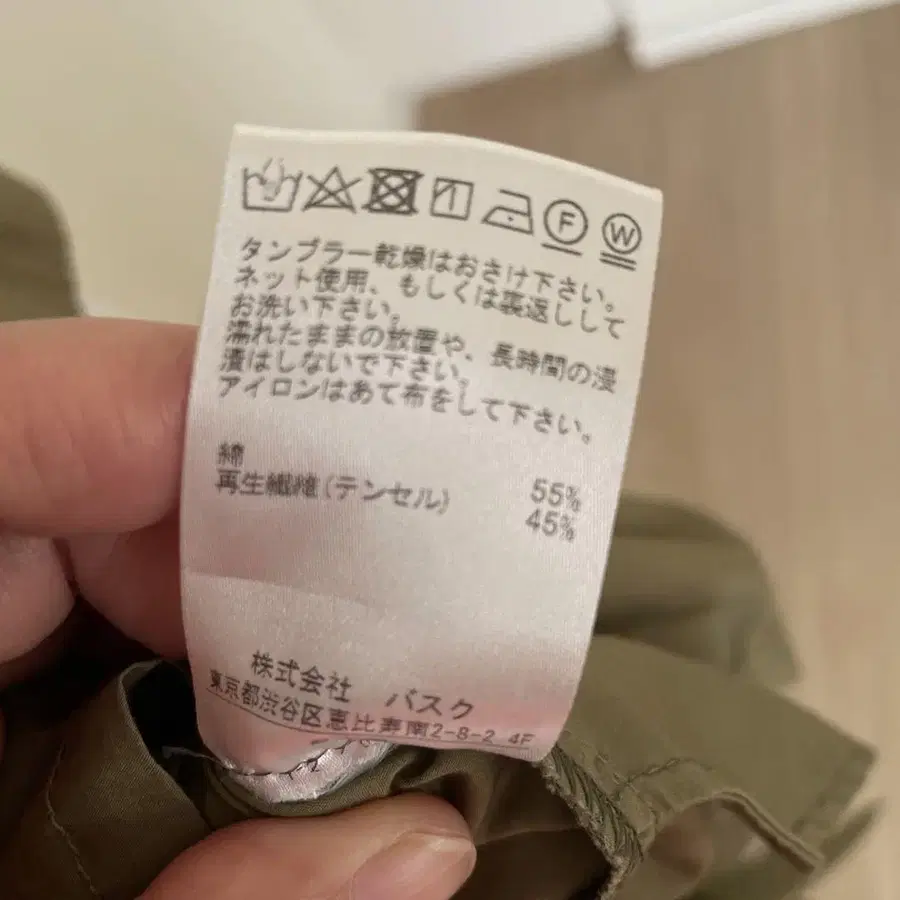 F W
タンブラー乾燥はおさけ下さい。
ネット使用、もしくは裏返しして
お洗い下さい。
濡れたままの放置や、長時間の浸
漬はしないで下さい。
アイロンはあて布をして下さい。
綿 55%
再生繊維(テンセル) 45%
株式会社 バスク
東京都渋谷区恵比寿南2-8-2 4F